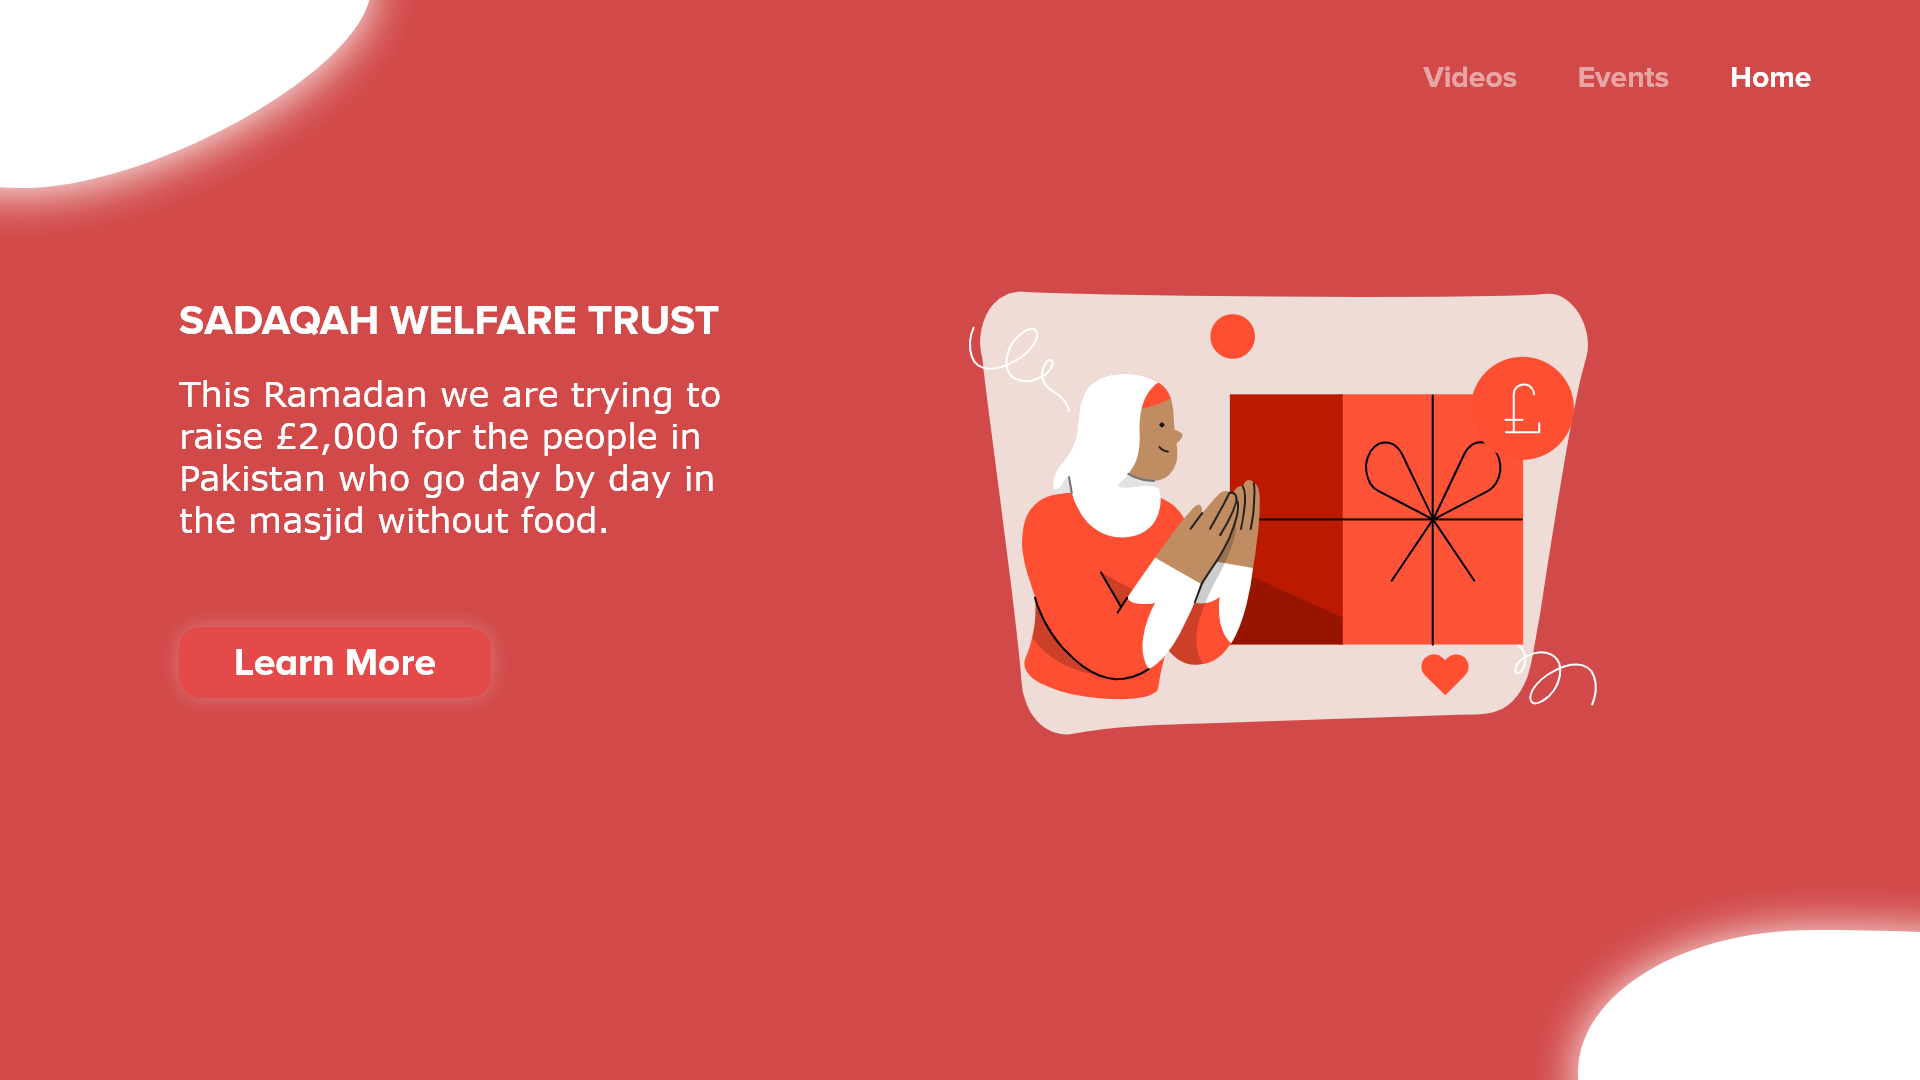 Videos Events Home
SADAQAH WELFARE TRUST
This Ramadan we are trying to
raise £2,000 for the people in
Pakistan who go day by day in
the masjid without food.
£
Learn More